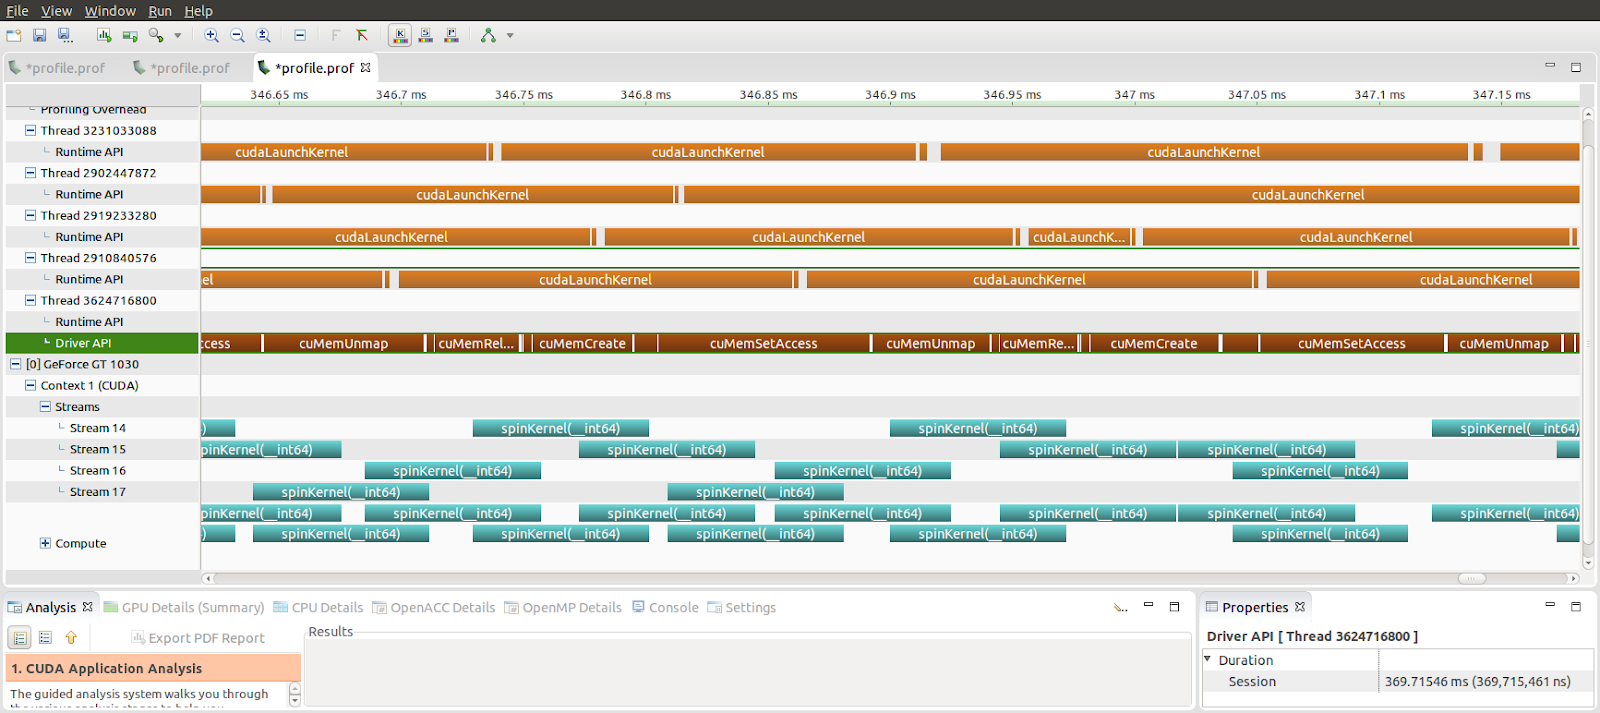 File View Window Run Help
*profile.prof *profile.prof *profile.prof
346.65 ms 346.7 ms 346.75 ms 346.8 ms 346.85 ms 346.9 ms 346.95 ms 347 ms 347.05 ms 347.1 ms 347.15 ms
Profiling Overhead
Thread 3231033088
Runtime API cudaLaunchKernel cudaLaunchKernel cudaLaunchKernel
Thread 2902447872
Runtime API cudaLaunchKernel cudaLaunchKernel
Thread 2919233280
Runtime API cudaLaunchKernel cudaLaunchKernel cudaLaunchK... cudaLaunchKernel
Thread 2910840576
Runtime API el cudaLaunchKernel cudaLaunchKernel cudaLaunchKernel
Thread 3624716800
Runtime API
Driver API ccess cuMemUnmap cuMemRel... cuMemCreate cuMemSetAccess cuMemUnmap cuMemRe... cuMemCreate cuMemSetAccess cuMemUnmap
[0] GeForce GT 1030
Context 1 (CUDA)
Streams
Stream 14 ) spinKernel(__int64) spinKernel(__int64) spinKernel(__int64)
Stream 15 pinKernel(__int64) spinKernel(__int64) spinKernel(__int64) spinKernel(__int64)
Stream 16 spinKernel(__int64) spinKernel(__int64) spinKernel(__int64)
Stream 17 spinKernel(__int64) spinKernel(__int64)
pinKernel(__int64) spinKernel(__int64) spinKernel(__int64) spinKernel(__int64) spinKernel(__int64) spinKernel(__int64) spinKernel(__int64)
) spinKernel(__int64) spinKernel(__int64) spinKernel(__int64) spinKernel(__int64) spinKernel(__int64)
Compute
Analysis GPU Details (Summary) CPU Details OpenACC Details OpenMP Details Console Settings
Export PDF Report
Results
1. CUDA Application Analysis
The guided analysis system walks you through
Properties
Driver API [ Thread 3624716800 ]
Duration
Session 369.71546 ms (369,715,461 ns)